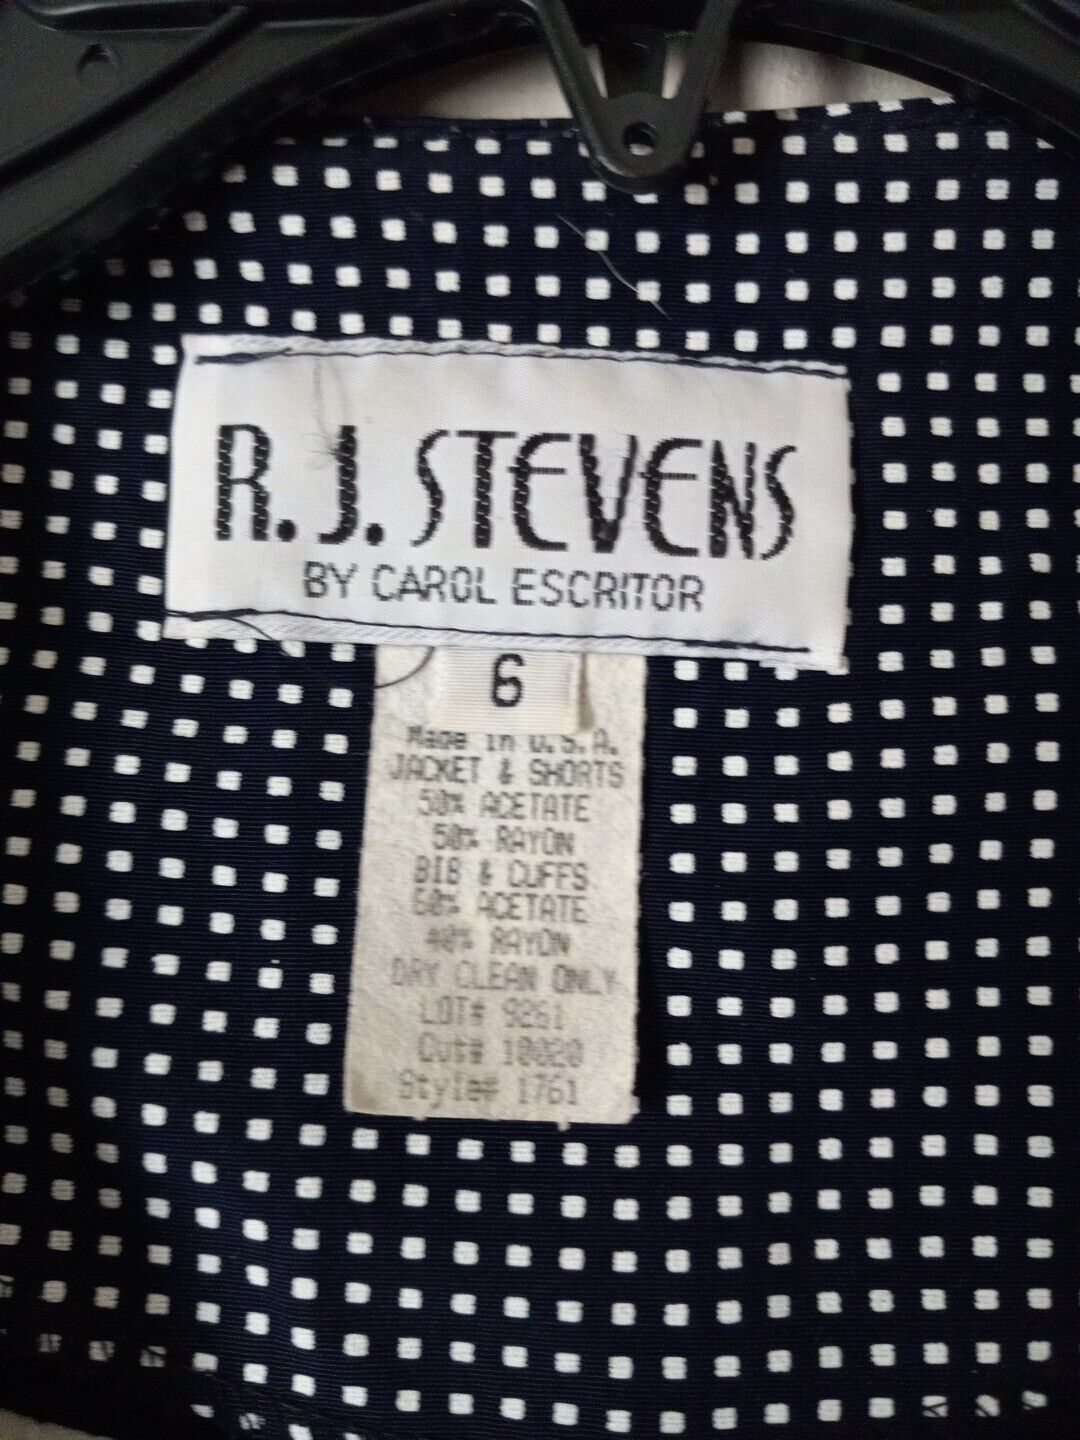 R.J. STEVENS
BY CAROL ESCRITOR
6
Made in U.S.A.
JACKET & SHORTS
50% ACETATE
50% RAYON
BIB & CUFFS
60% ACETATE
40% RAYON
DRY CLEAN ONLY
LOT# 9261
Cut# 10020
Style# 1761